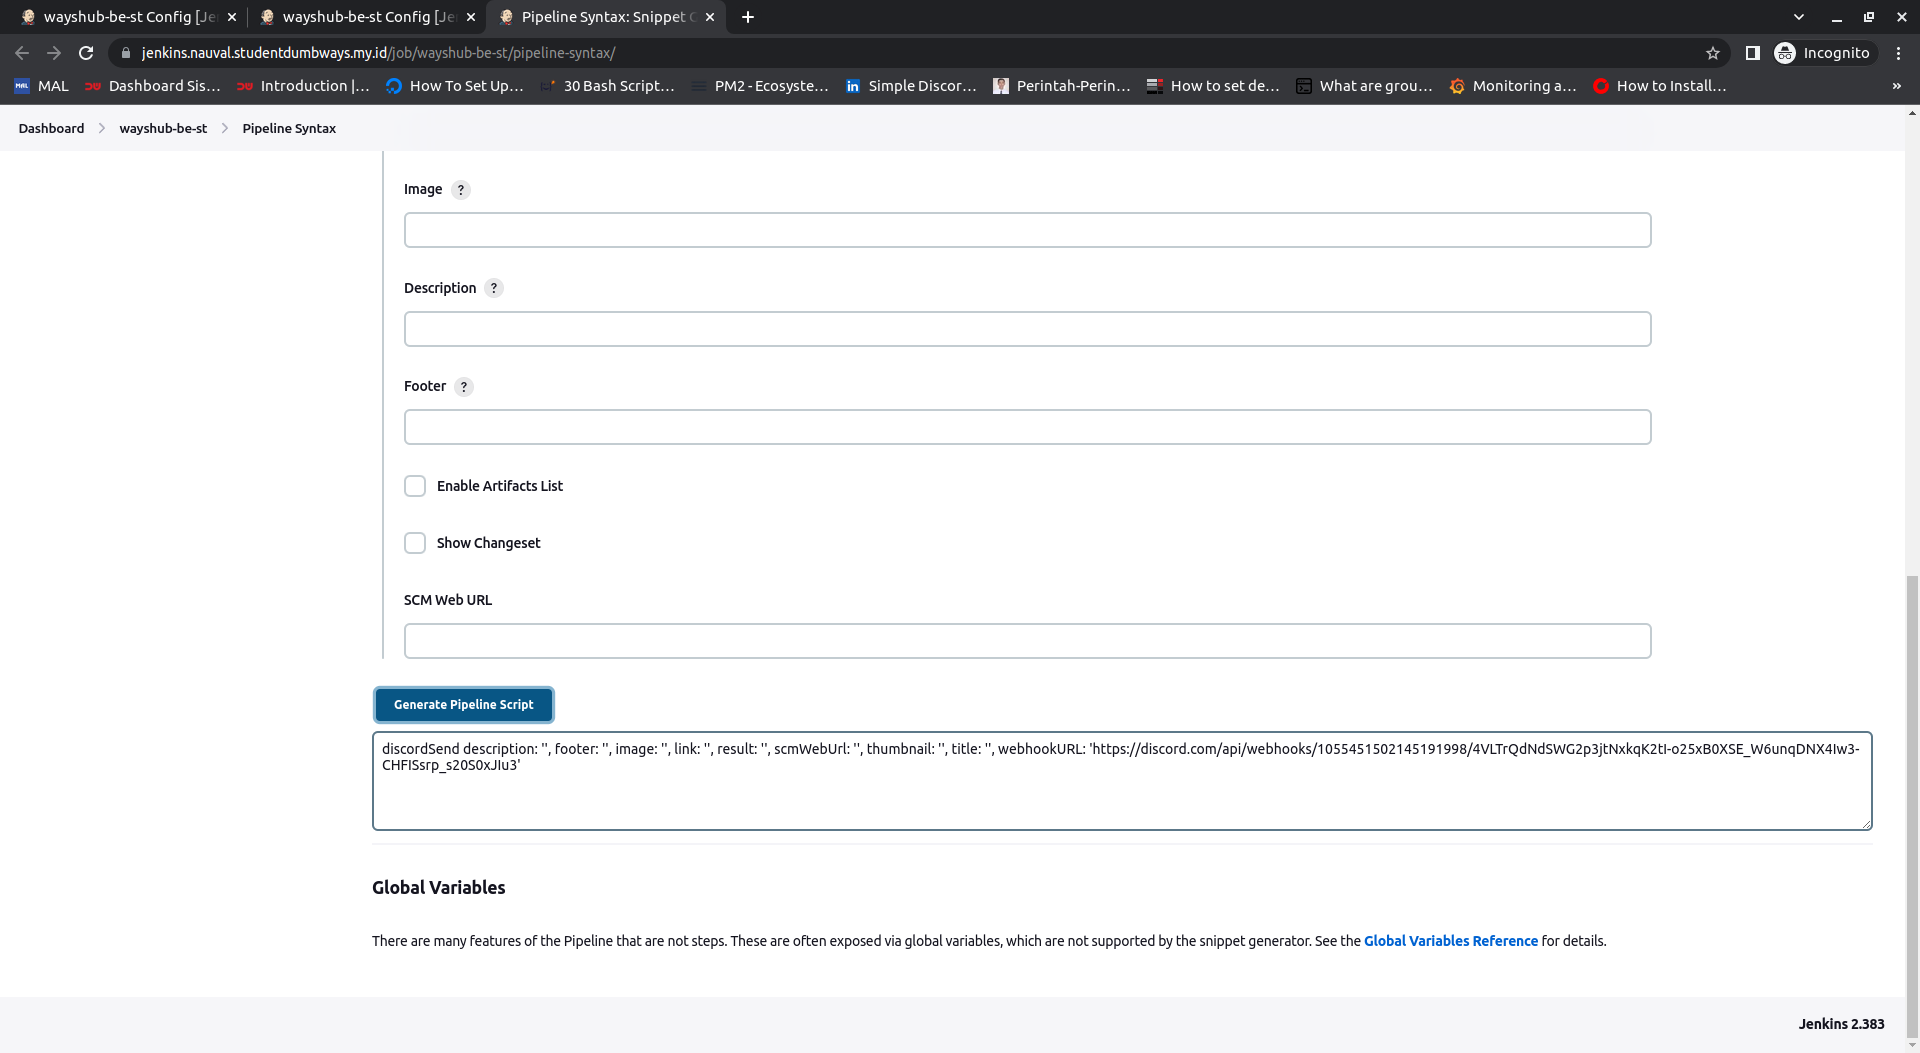 wayshub-be-st Config [Je
wayshub-be-st Config [Je
Pipeline Syntax: Snippet G
jenkins.nauval.studentdumbways.my.id/job/wayshub-be-st/pipeline-syntax/
Incognito
MAL MAL
Dashboard Sis...
Introduction |...
How To Set Up...
30 Bash Script...
PM2 - Ecosyste...
in Simple Discor...
Perintah-Perin...
How to set de...
What are grou...
Monitoring a...
How to Install...
»
Dashboard > wayshub-be-st > Pipeline Syntax
Image ?
Description ?
Footer ?
Enable Artifacts List
Show Changeset
SCM Web URL
Generate Pipeline Script
discordSend description: '', footer: '', image: '', link: '', result: '', scmWebUrl: '', thumbnail: '', title: '', webhookURL: 'https://discord.com/api/webhooks/1055451502145191998/4VLTrQdNdSWG2p3jtNxkqK2tI-o25xB0XSE_W6unqDNX4Iw3-
CHFISsrp_s20S0xJIu3'
Global Variables
There are many features of the Pipeline that are not steps. These are often exposed via global variables, which are not supported by the snippet generator. See the Global Variables Reference for details.
Jenkins 2.383